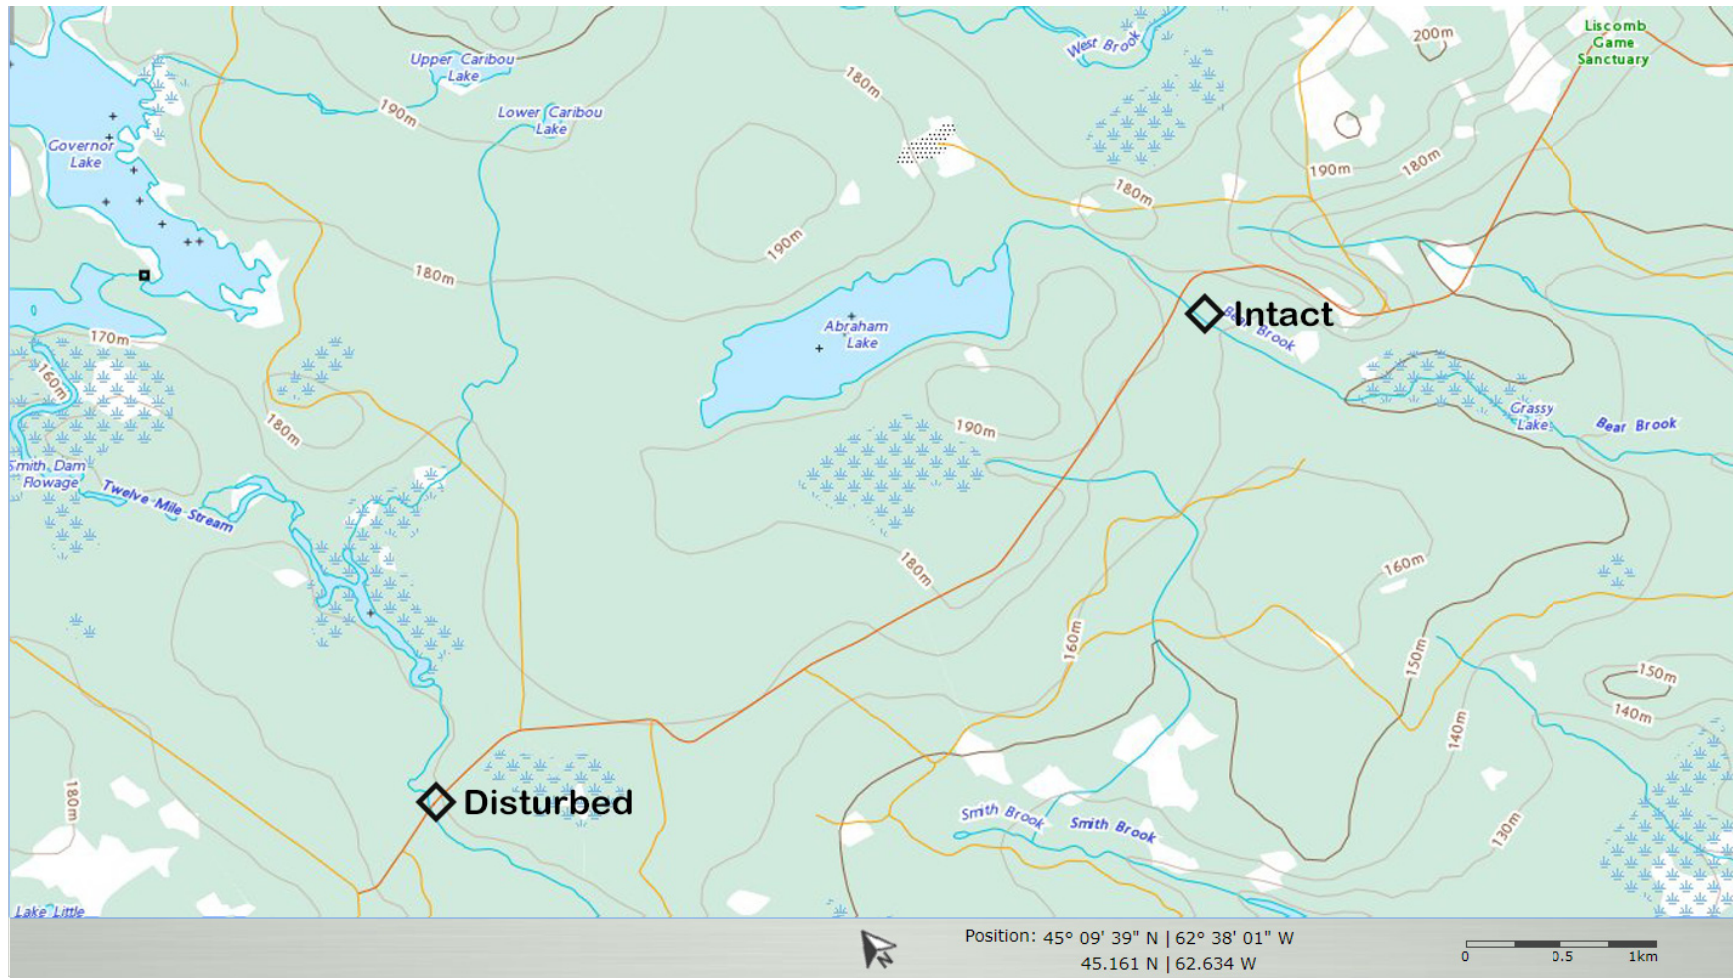 Liscomb
Game
Sanctuary
200m
West Brook
Upper Caribou
Lake
180m
190m
Lower Caribou
Lake
Governor
Lake
190m
180m
180m
190m
180m
Intact
Bear Brook
Abraham
Lake
170m
160m
Grassy
Lake
Bear Brook
180m
190m
Smith Dam
Flowage
Twelve Mile Stream
180m
160m
160m
150m
150m
140m
140m
180m
Disturbed
Smith Brook
Smith Brook
130m
Lake Little
Position: 45° 09' 39" N | 62° 38' 01" W
45.161 N | 62.634 W
0 0.5 1km